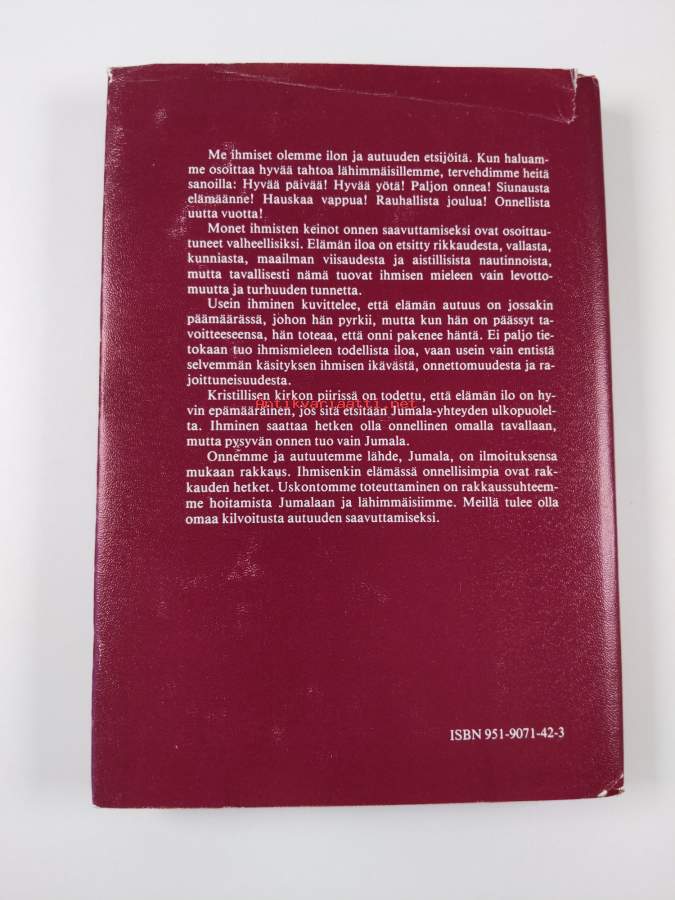 Me ihmiset olemme ilon ja autuuden etsijöitä. Kun haluam-
me osoittaa hyvää tahtoa lähimmäisillemme, tervehdimme heitä
sanoilla: Hyvää päivää! Hyvää yötä! Paljon onnea! Siunausta
elämäänne! Hauskaa vappua! Rauhallista joulua! Onnellista
uutta vuotta!
Monet ihmisten keinot onnen saavuttamiseksi ovat osoittau-
tuneet valheellisiksi. Elämän iloa on etsitty rikkaudesta, vallasta,
kunniasta, maailman viisaudesta ja aistillisista nautinnoista,
mutta tavallisesti nämä tuovat ihmisen mieleen vain levotto-
muutta ja turhuuden tunnetta.
Usein ihminen kuvittelee, että elämän autuus on jossakin
päämäärässä, johon hän pyrkii, mutta kun hän on päässyt ta-
voitteeseensa, hän toteaa, että onni pakenee häntä. Ei paljo tie-
tokaan tuo ihmismieleen todellista iloa, vaan usein vain entistä
selvemmän käsityksen ihmisen ikävästä, onnettomuudesta ja ra-
joittuneisuudesta.
Kristillisen kirkon piirissä on todettu, että elämän ilo on hy-
vin epämääräinen, jos sitä etsitään Jumala-yhteyden ulkopuolel-
ta. Ihminen saattaa hetken olla onnellinen omalla tavallaan,
mutta pysyvän onnen tuo vain Jumala.
Onnemme ja autuutemme lähde, Jumala, on ilmoituksensa
mukaan rakkaus. Ihmisenkin elämässä onnellisimpia ovat rak-
kauden hetket. Uskontomme toteuttaminen on rakkaussuhteem-
me hoitamista Jumalaan ja lähimmäisiimme. Meillä tulee olla
omaa kilvoitusta autuuden saavuttamiseksi.
antikvariaatti.net
ISBN 951-9071-42-3